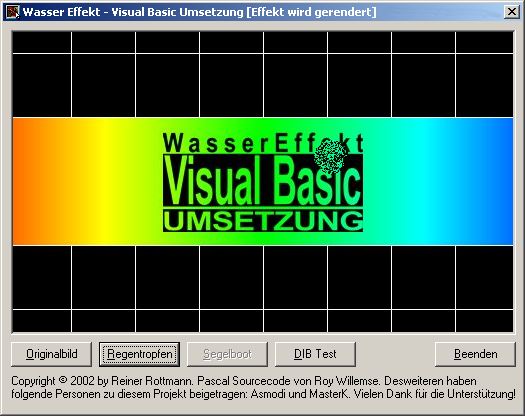 Wasser Effekt - Visual Basic Umsetzung [Effekt wird gerendert]
WasserEffekt
Visual Basic
UMSETZUNG
Originalbild Regentropfen Segelboot DIB Test Beenden
Copyright © 2002 by Reiner Rottmann. Pascal Sourcecode von Roy Willemse. Desweiteren haben
folgende Personen zu diesem Projekt beigetragen: Asmodi und MasterK. Vielen Dank für die Unterstützung!